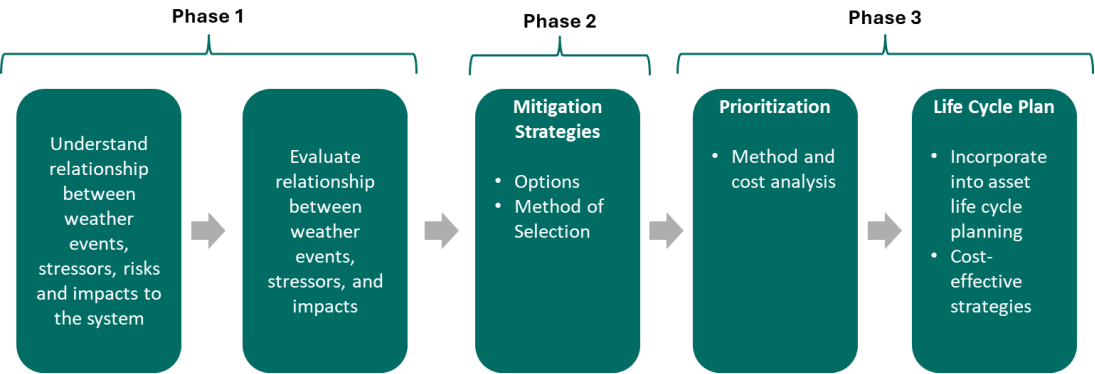 Phase 1
Phase 2
Phase 3
Understand
relationship
between
weather
events,
stressors, risks
and impacts to
the system
Evaluate
relationship
between
weather
events,
stressors, and
impacts
Mitigation
Strategies
• Options
• Method of
Selection
Prioritization
• Method and
cost analysis
Life Cycle Plan
• Incorporate
into asset
life cycle
planning
• Cost-
effective
strategies